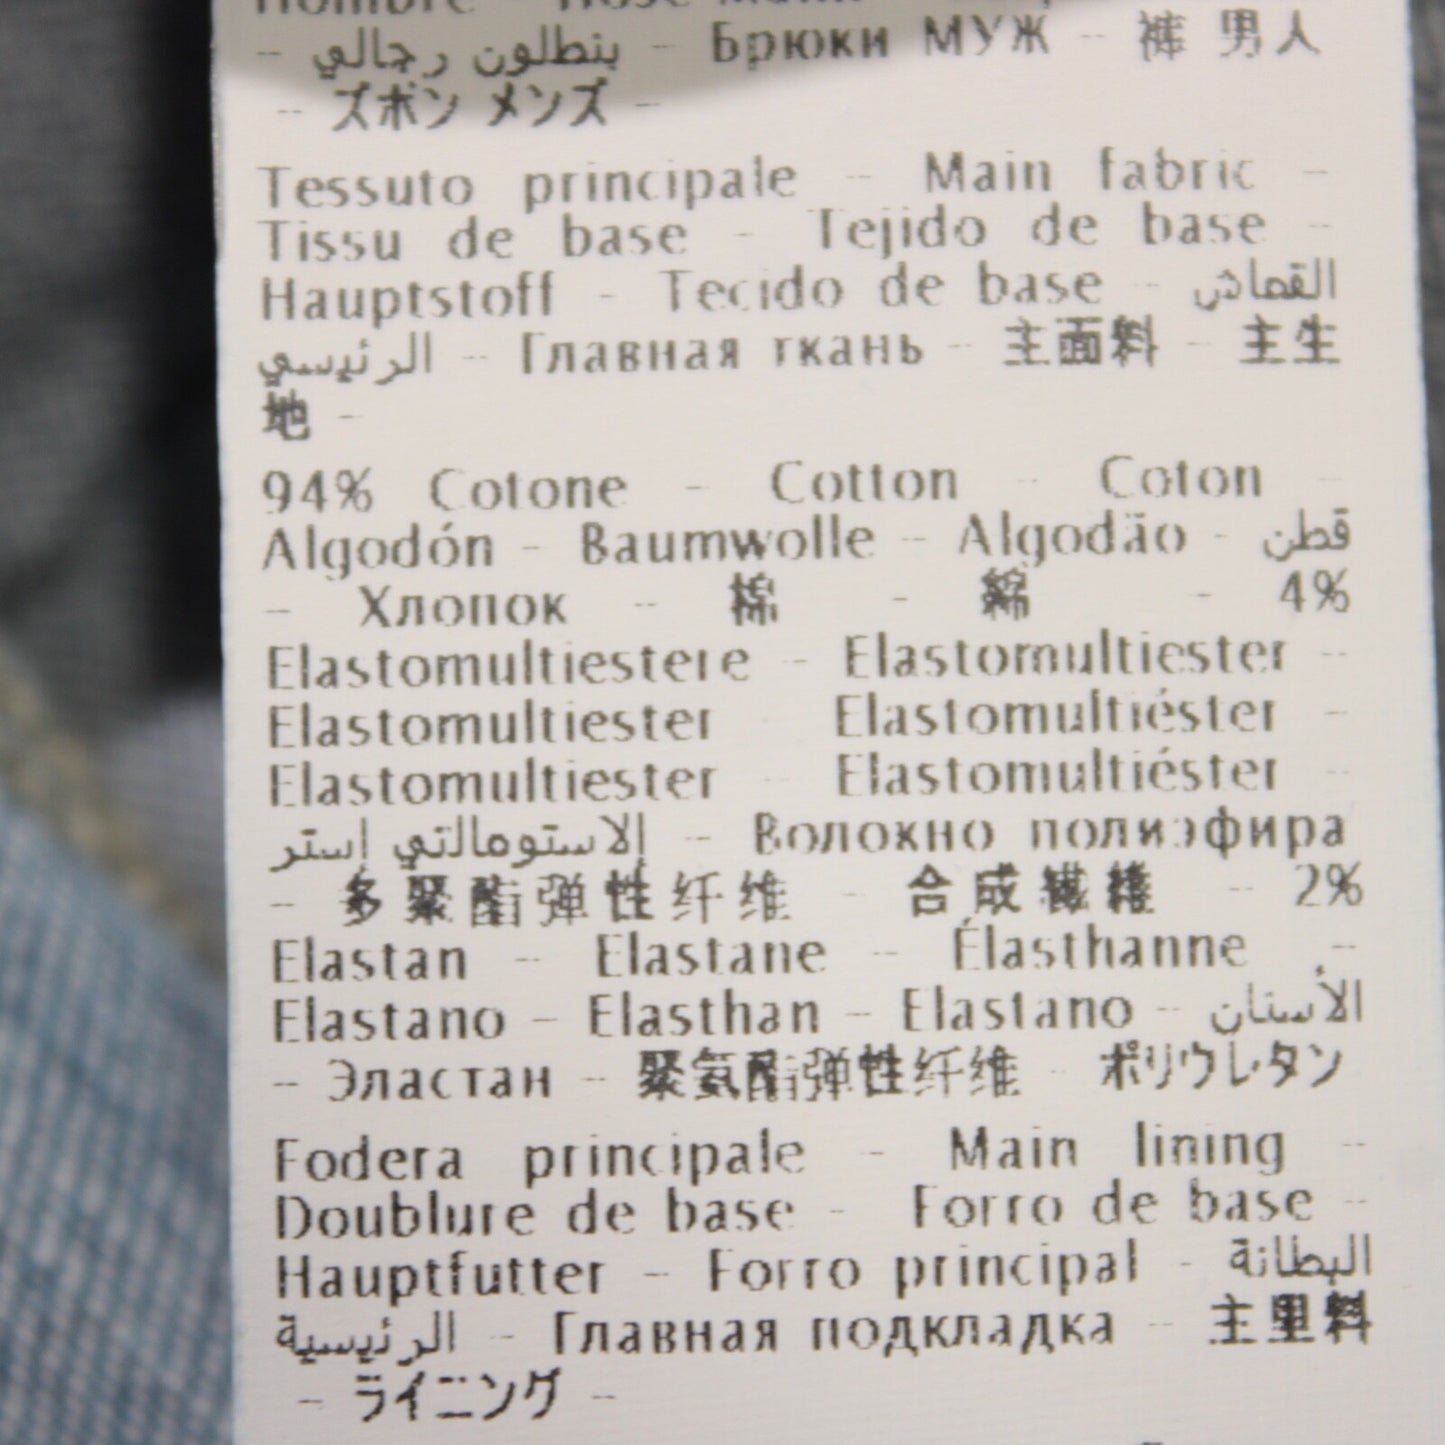 - بنطلون رجالي - Брюки МУЖ - 裤 男人
- ズボン メンズ -
Tessuto principale - Main fabric -
Tissu de base - Tejido de base -
Hauptstoff - Tecido de base - القماش
الرئيسي - Главная ткань - 主面料 - 主生
地 -
94% Cotone - Cotton - Coton -
Algodón - Baumwolle - Algodão - قطن
- Хлопок - 棉 - 綿 - 4%
Elastomultiestere - Elastomultiester -
Elastomultiester - Elastomultiéster -
Elastomultiester - Elastomultiéster -
إلاستومالتي إستر - Волокно полиэфира
- 多聚酯弹性纤维 - 合成繊維 - 2%
Elastan - Elastane - Élasthanne -
Elastano - Elasthan - Elastano - الأستان
- Эластан - 聚氨酯弹性纤维 - ポリウレタン
Fodera principale - Main lining -
Doublure de base - Forro de base -
Hauptfutter - Forro principal - البطانة
الرئيسية - Главная подкладка - 主里料
- ライニング -